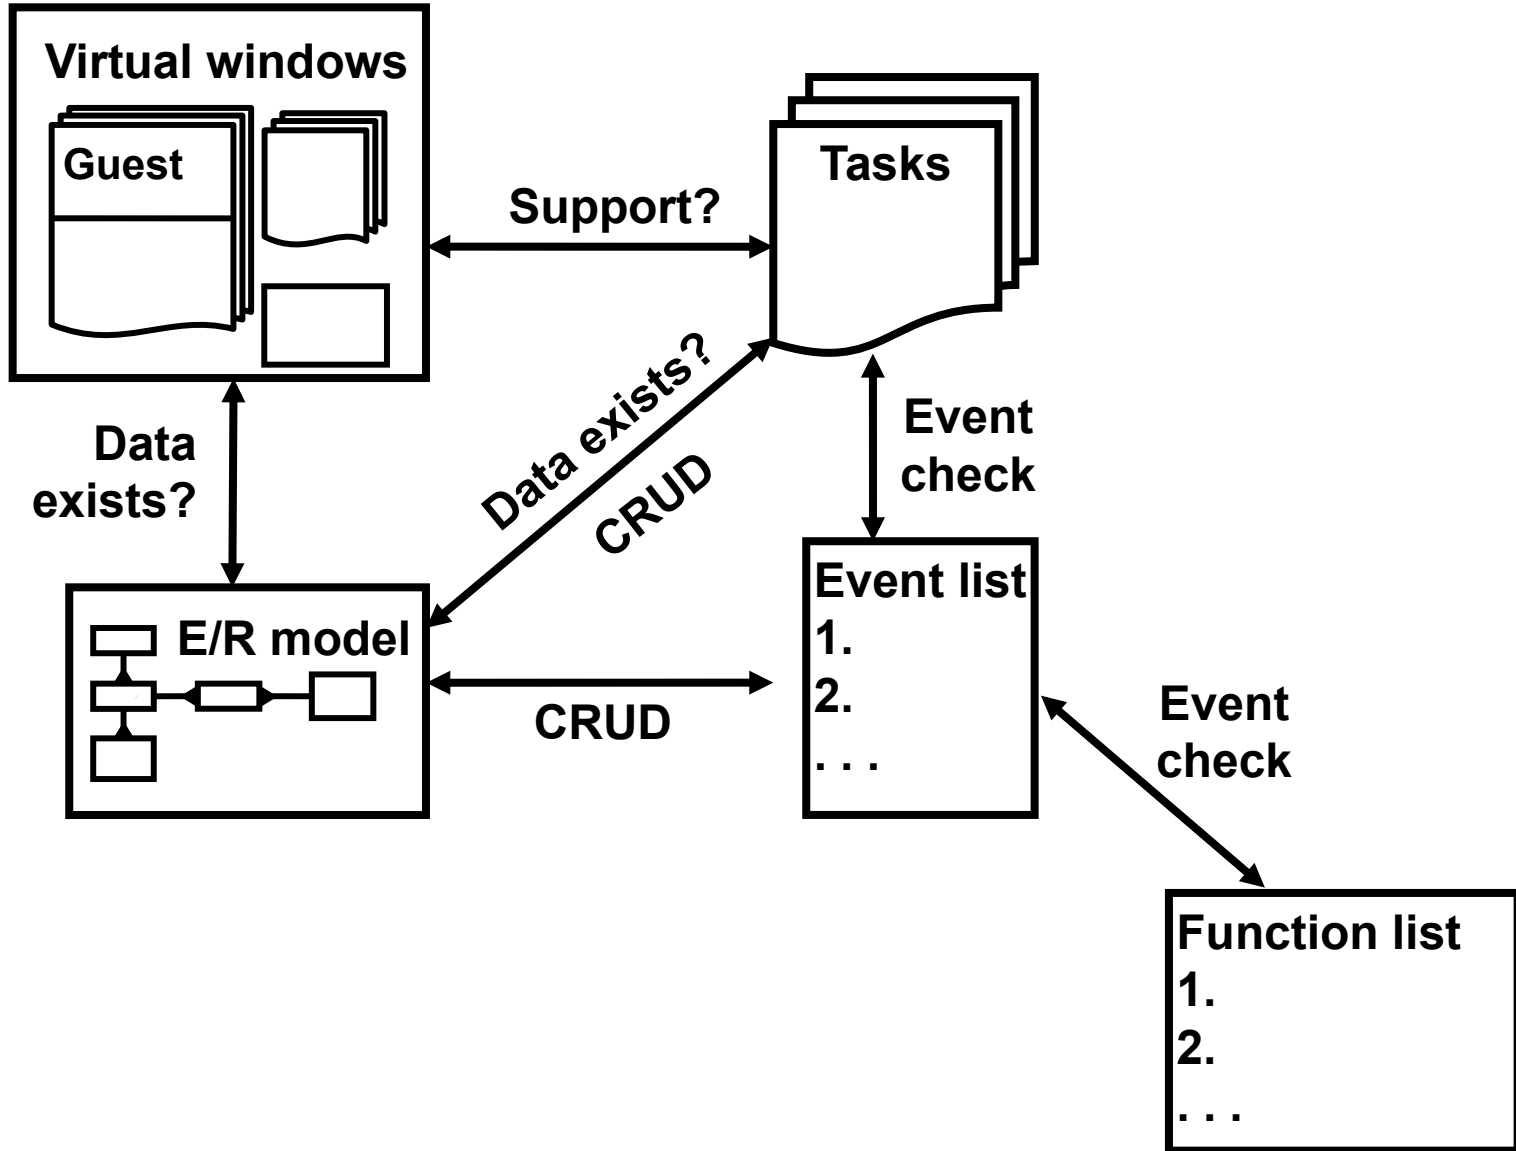 Virtual windows
Guest
Support?
Tasks
Data
exists?
Data exists?
CRUD
Event
check
E/R model
CRUD
Event list
1.
2.
. . .
Event
check
Function list
1.
2.
. . .